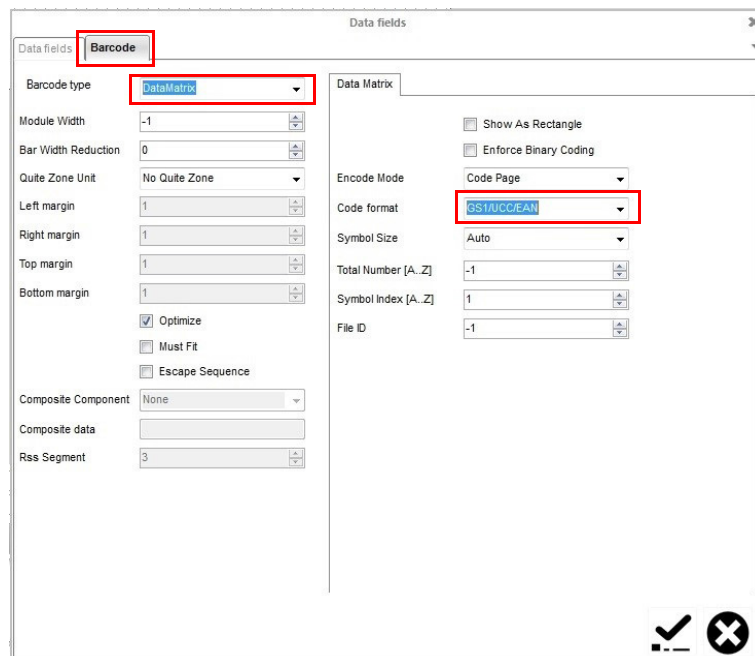 Data fields
Data fields
Barcode
Barcode type
DataMatrix
Module Width
-1
Bar Width Reduction
0
Quite Zone Unit
No Quite Zone
Left margin
1
Right margin
1
Top margin
1
Bottom margin
1
Optimize
Must Fit
Escape Sequence
Composite Component
None
Composite data
Rss Segment
3
Data Matrix
Show As Rectangle
Enforce Binary Coding
Encode Mode
Code Page
Code format
GS1/UCC/EAN
Symbol Size
Auto
Total Number [A..Z]
-1
Symbol Index [A..Z]
1
File ID
-1